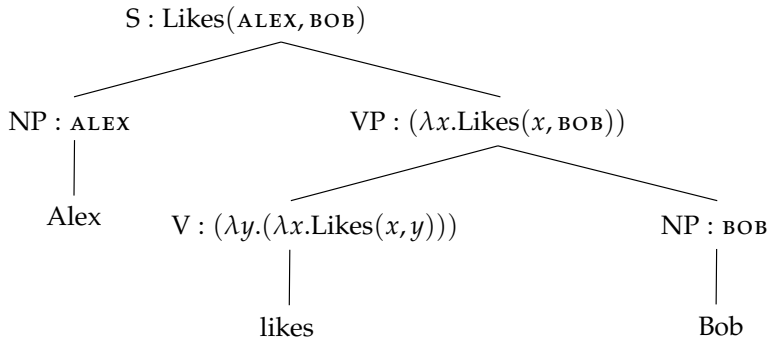 S : Likes(ALEX, BOB)
NP : ALEX VP : (λx.Likes(x, BOB))
Alex V : (λy.(λx.Likes(x, y))) NP : BOB
likes Bob